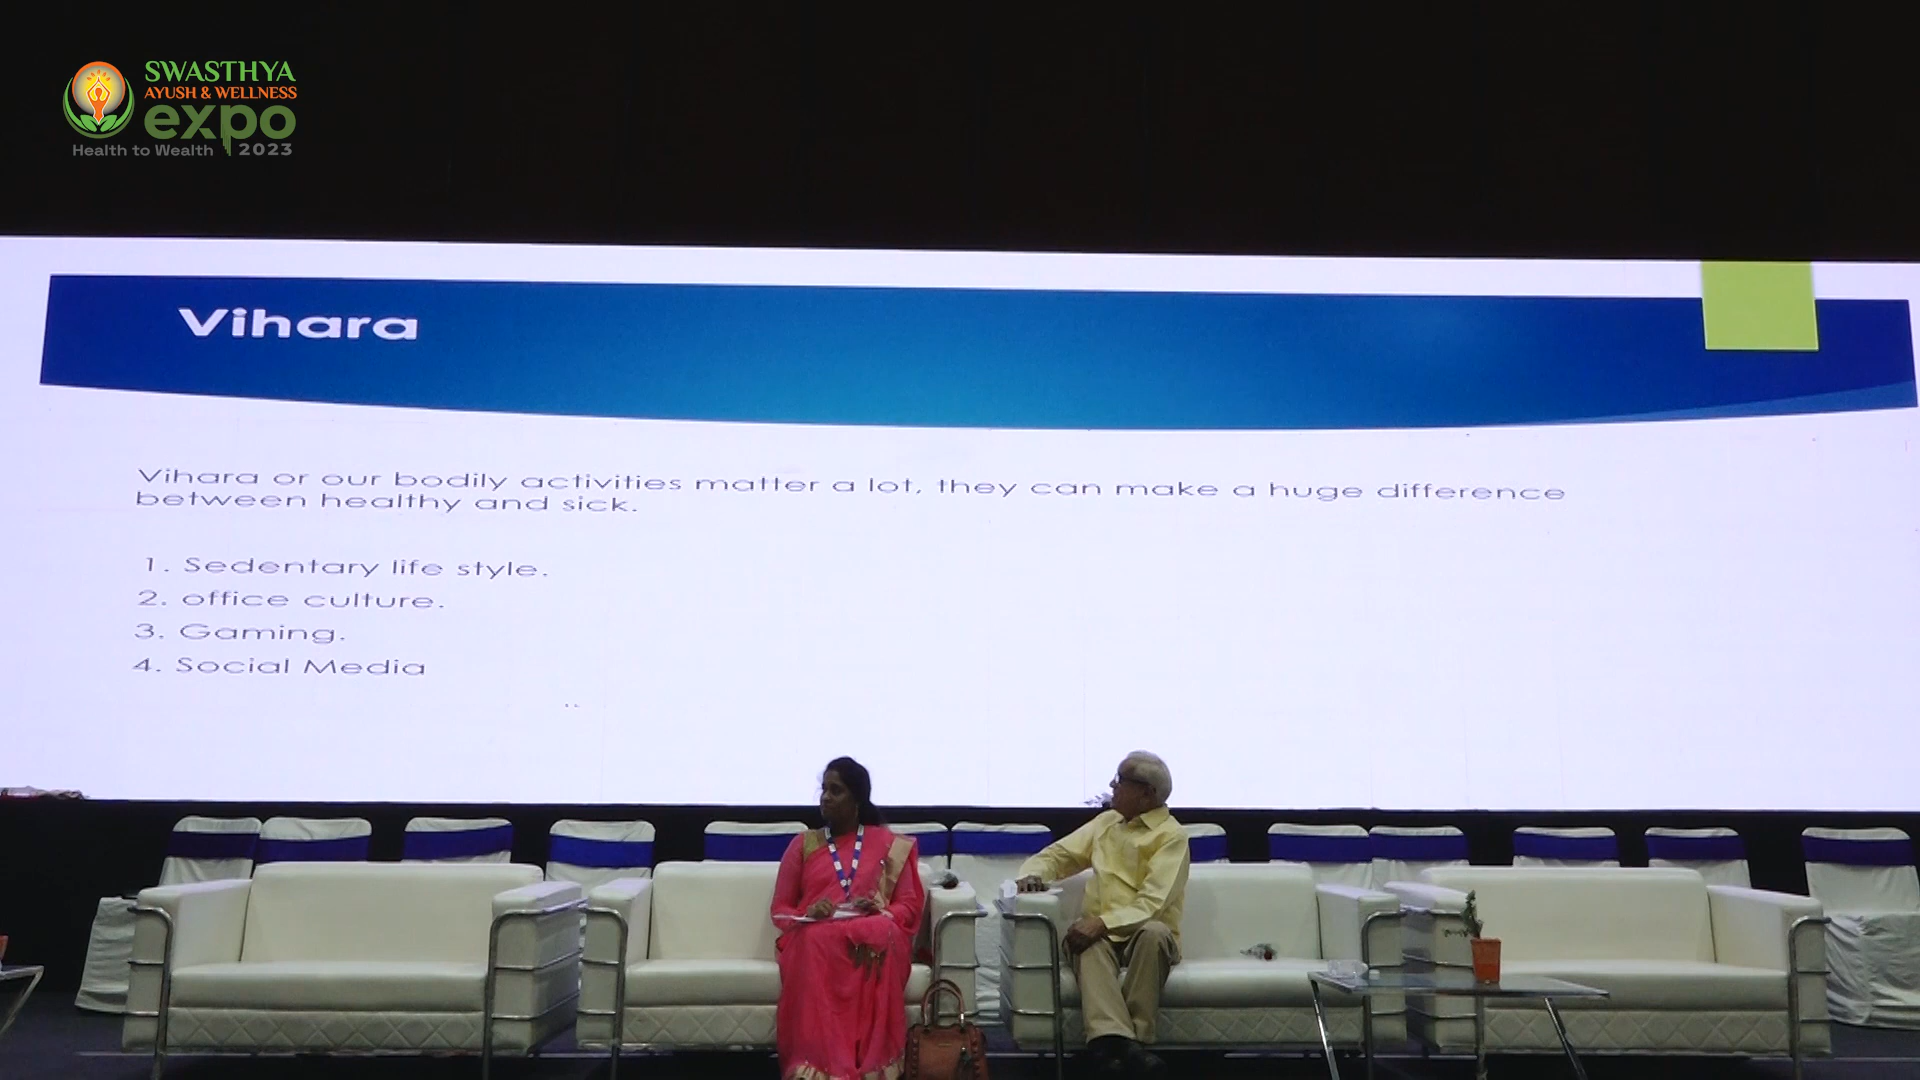 SWASTHYA
AYUSH & WELLNESS
expo
Health to Wealth 2023
Vihara
Vihara or our bodily activities matter a lot, they can make a huge difference
between healthy and sick.
1. Sedentary life style.
2. office culture.
3. Gaming.
4. Social Media